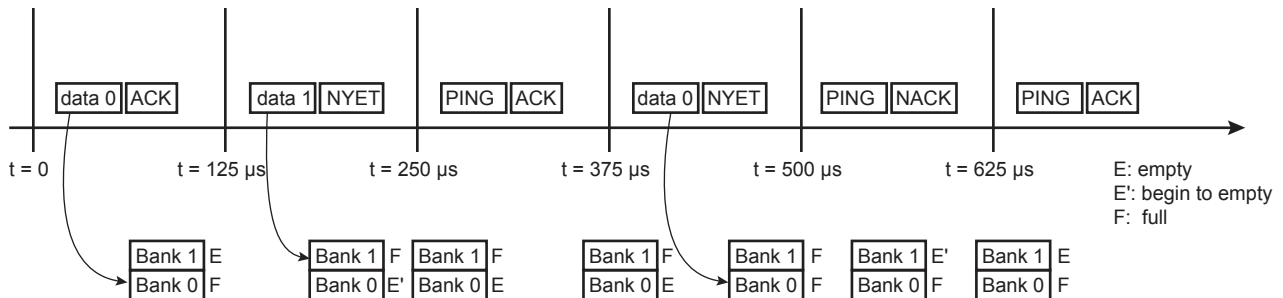 data 0 ACK data 1 NYET PING ACK data 0 NYET PING NACK PING ACK
t = 0 t = 125 µs t = 250 µs t = 375 µs t = 500 µs t = 625 µs
E: empty
E': begin to empty
F: full
Bank 1 E Bank 1 F Bank 1 F Bank 1 F Bank 1 F Bank 1 E' Bank 1 E
Bank 0 F Bank 0 E' Bank 0 E Bank 0 E Bank 0 F Bank 0 F Bank 0 F